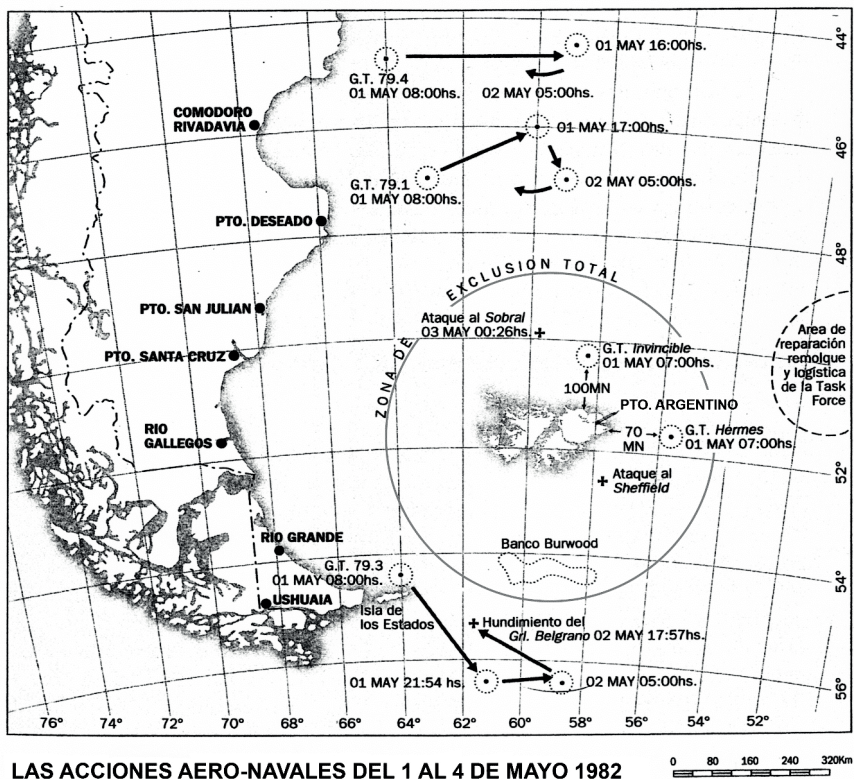 44°
01 MAY 16:00hs.
G.T. 79.4
01 MAY 08:00hs.
02 MAY 05:00hs.
COMODORO
RIVADAVIA
01 MAY 17:00hs.
46°
G.T. 79.1
01 MAY 08:00hs.
02 MAY 05:00hs.
PTO. DESEADO
48°
ZONA DE EXCLUSION TOTAL
PTO. SAN JULIAN
Ataque al Sobral
03 MAY 00:26hs.
PTO. SANTA CRUZ
G.T. Invincible
01 MAY 07:00hs.
Area de
reparación
remolque
y logística
de la Task
Force
100MN
PTO. ARGENTINO
RIO
GALLEGOS
70
MN
G.T. Hermes
01 MAY 07:00hs.
52°
Ataque al
Sheffield
RIO GRANDE
Banco Burwood
G.T. 79.3
01 MAY 08:00hs.
54°
USHUAIA
Isla de
los Estados
Hundimiento del
Grl. Belgrano 02 MAY 17:57hs.
01 MAY 21:54 hs.
02 MAY 05:00hs.
56°
76° 74° 72° 70° 68° 66° 64° 62° 60° 58° 56° 54° 52°
LAS ACCIONES AERO-NAVALES DEL 1 AL 4 DE MAYO 1982
0 80 160 240 320Km